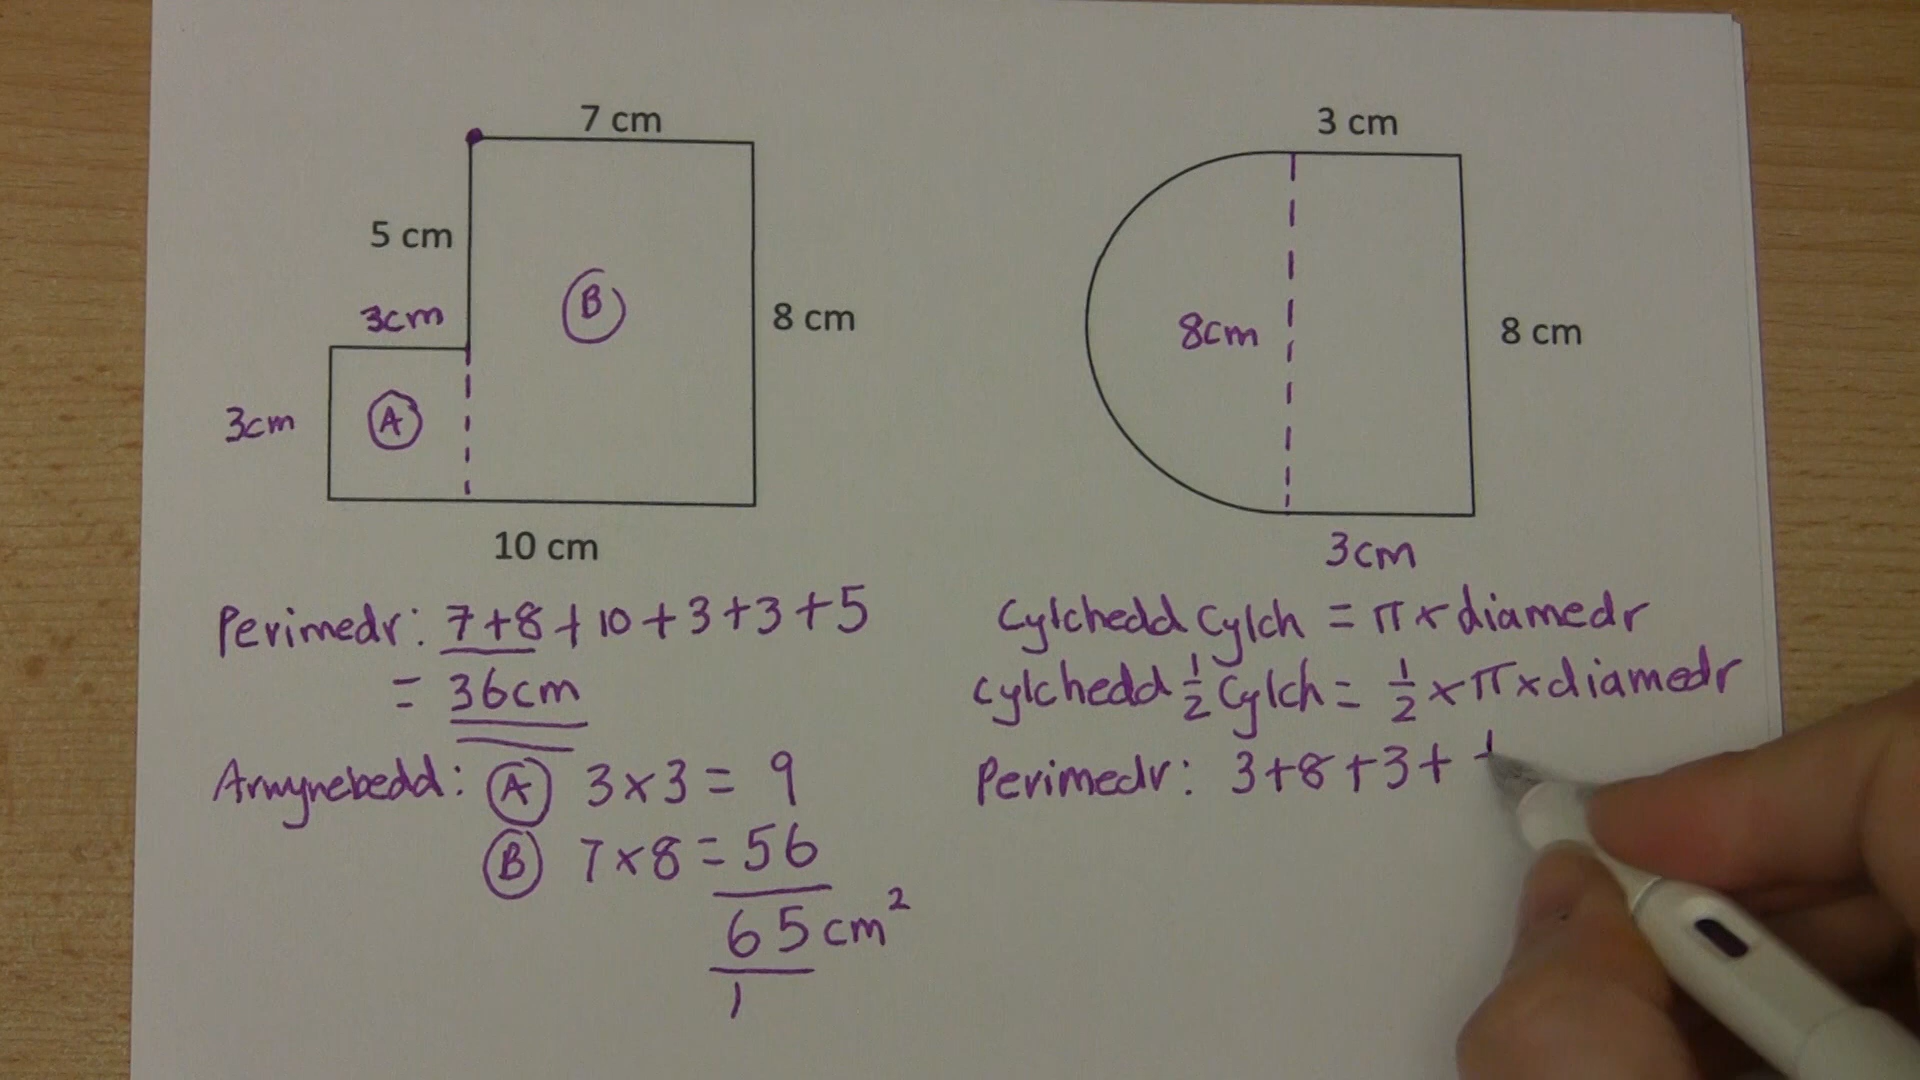 7 cm
5 cm
3cm
B
8 cm
3cm
A
10 cm
Perimedr: 7+8+10+3+3+5
= 36cm
Arwynebedd: A 3×3= 9
B 7×8=56
65cm²
1
3 cm
8cm
8 cm
3cm
Cylchedd Cylch = π×diamedr
Cylchedd ½ Cylch = ½×π×diamedr
Perimedr: 3+8+3+